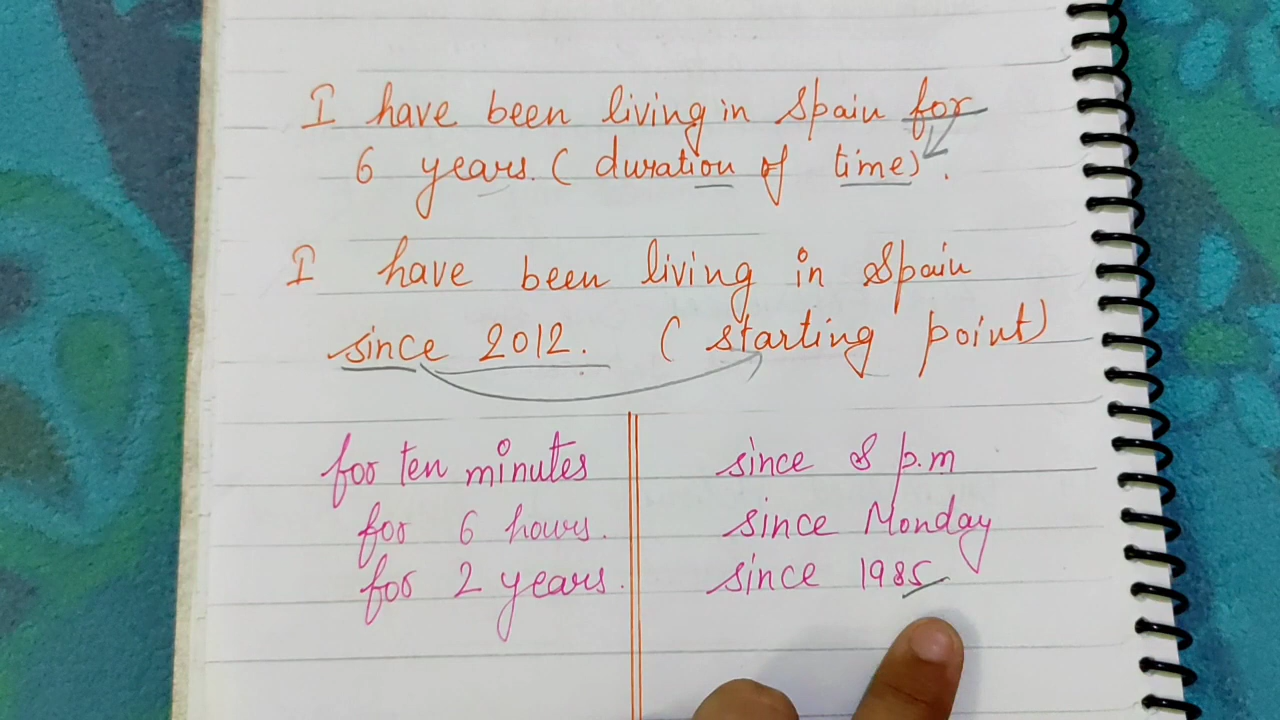 I have been living in Spain for
6 years. (duration of time).
I have been living in Spain
since 2012. (starting point)
for ten minutes
for 6 hours.
for 2 years.
since 8 p.m
since Monday
since 1985